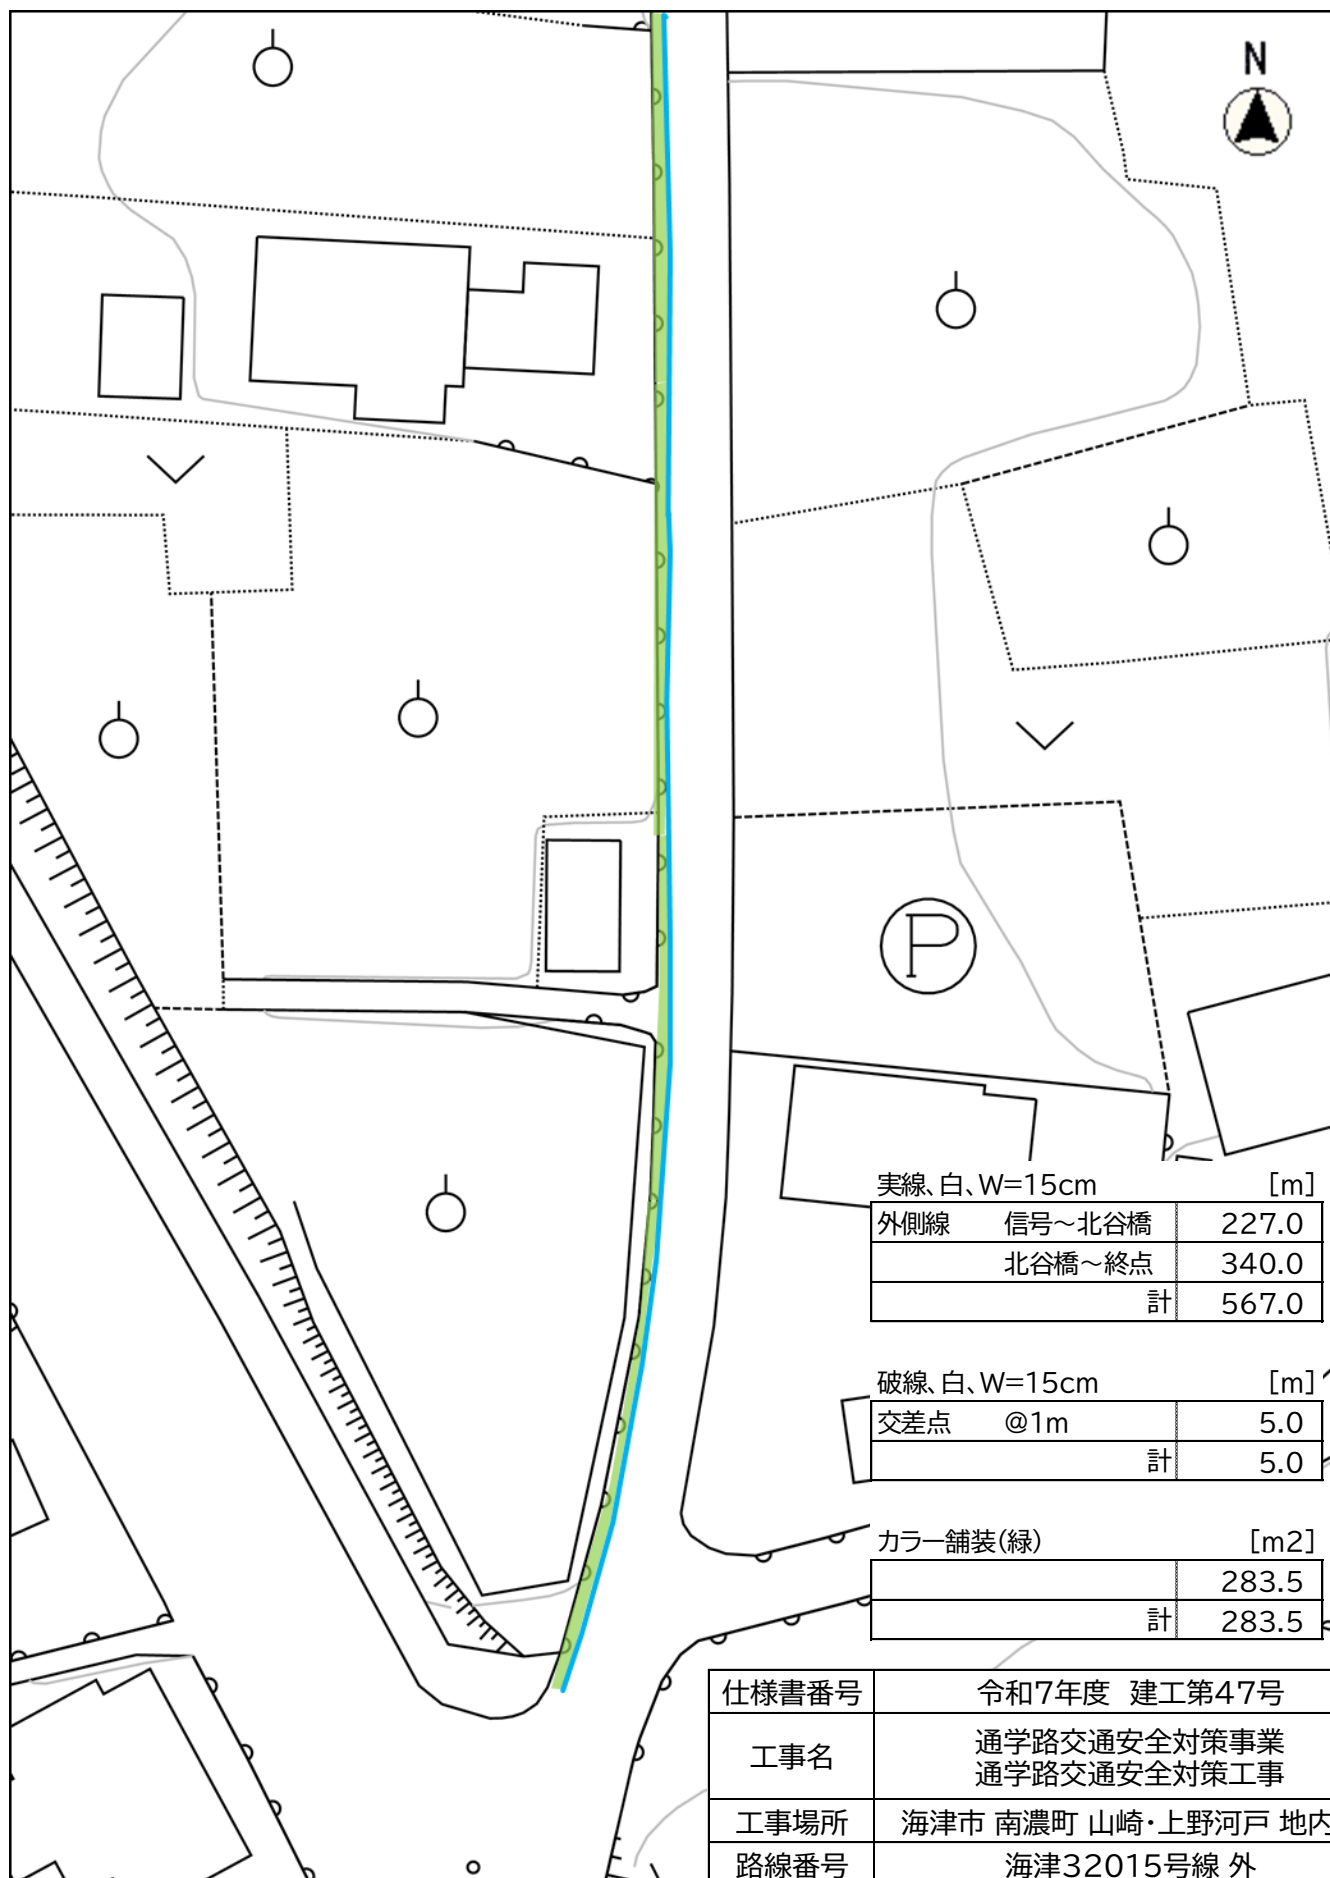 N
P
実線、白、W=15cm [m]
外側線 信号～北谷橋 227.0
北谷橋～終点 340.0
計 567.0
破線、白、W=15cm [m]
交差点 @1m 5.0
計 5.0
カラー舗装(緑) [m2]
283.5
計 283.5
仕様書番号 令和7年度 建工第47号
工事名 通学路交通安全対策事業
通学路交通安全対策工事
工事場所 海津市 南濃町 山崎・上野河戸 地内
路線番号 海津32015号線 外